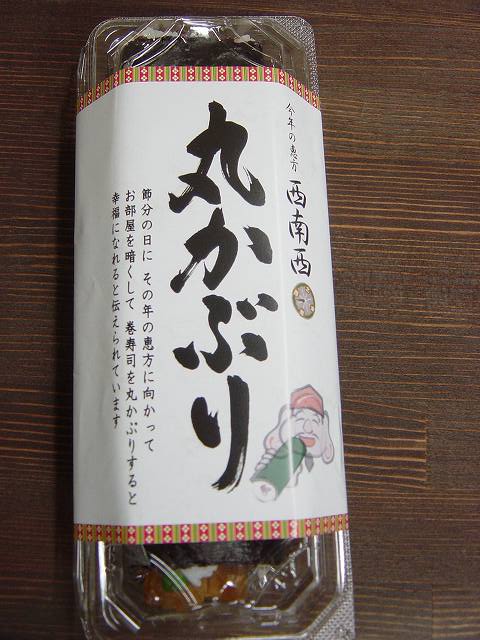 今年の恵方
西南西
丸かぶり
節分の日に その年の恵方に向かって
お部屋を暗くして 巻寿司を丸かぶりすると
幸福になれると伝えられています